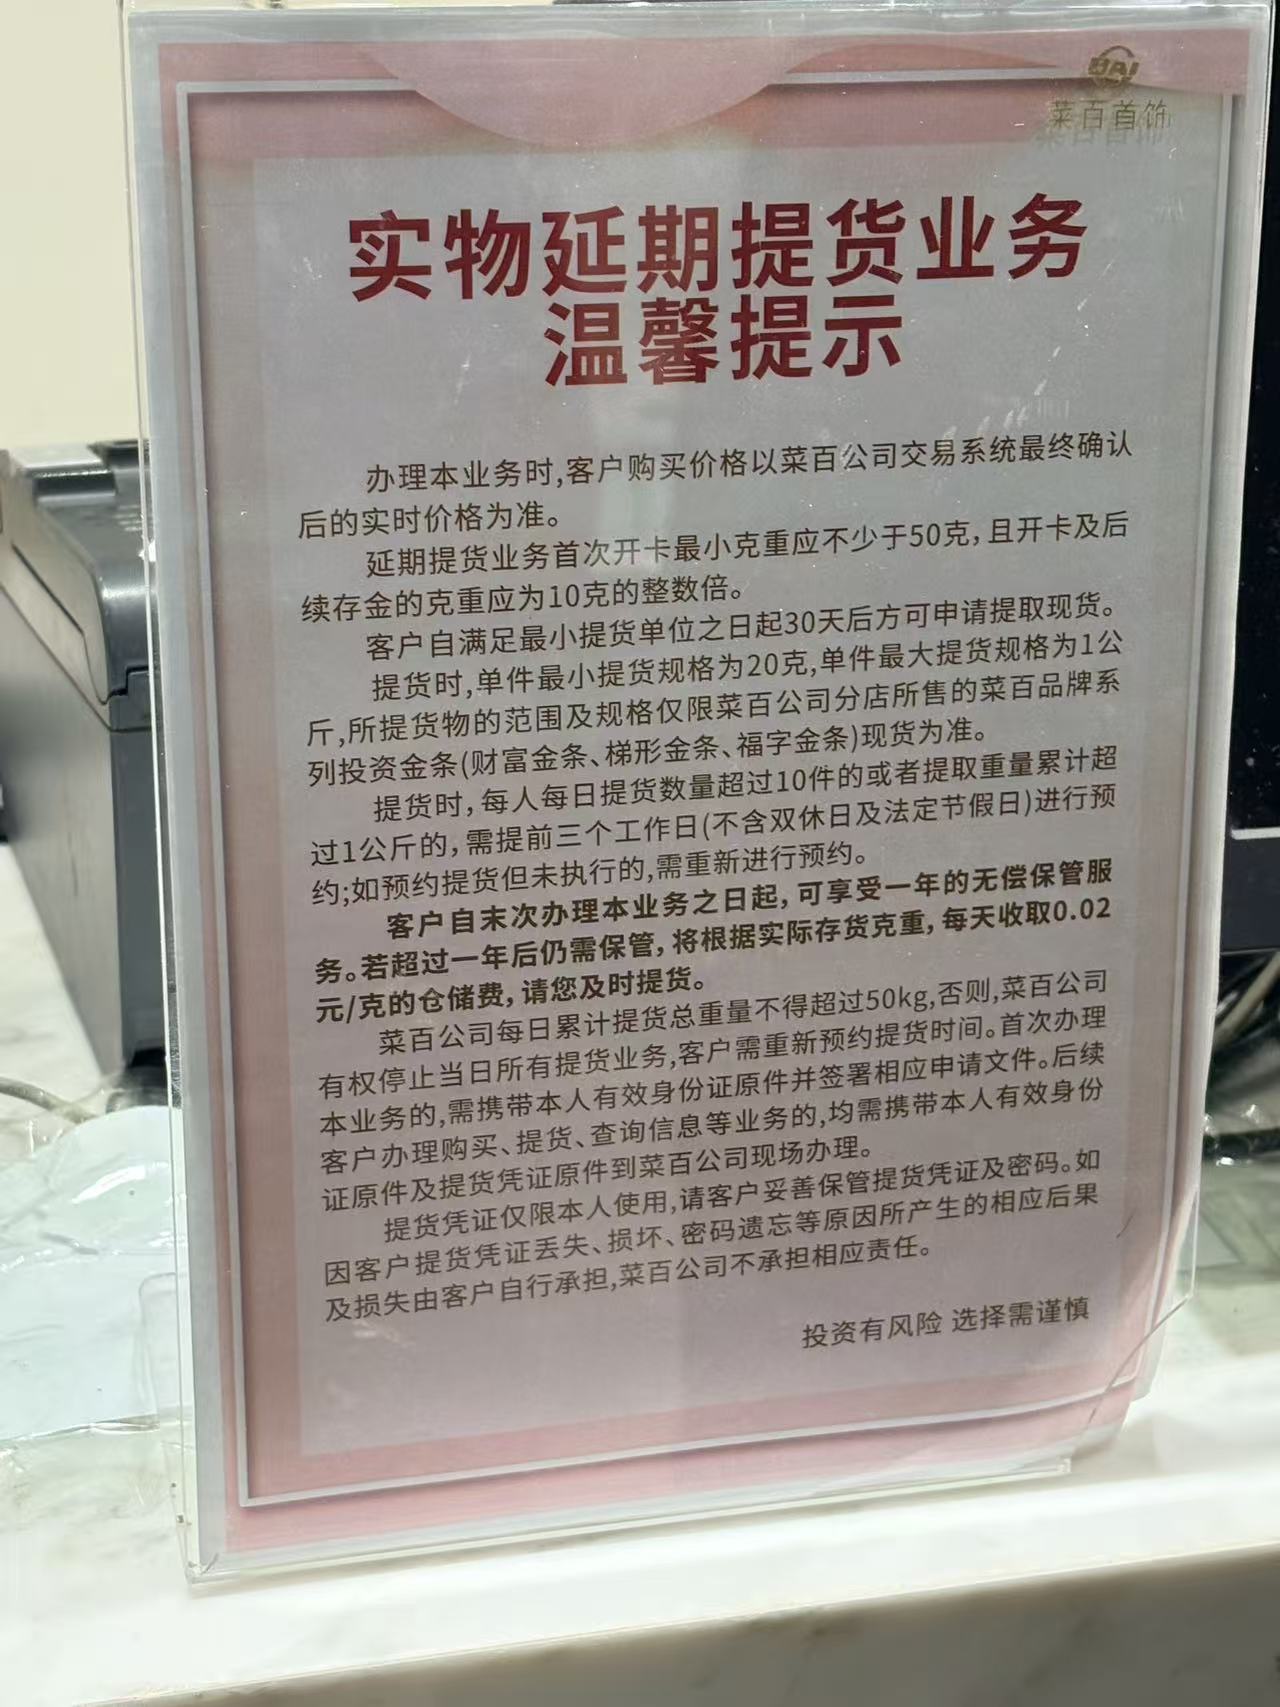 BAI
菜百首饰
实物延期提货业务
温馨提示
办理本业务时,客户购买价格以菜百公司交易系统最终确认
后的实时价格为准。
延期提货业务首次开卡最小克重应不少于50克,且开卡及后
续存金的克重应为10克的整数倍。
客户自满足最小提货单位之日起30天后方可申请提取现货。
提货时,单件最小提货规格为20克,单件最大提货规格为1公
斤,所提货物的范围及规格仅限菜百公司分店所售的菜百品牌系
列投资金条(财富金条、梯形金条、福字金条)现货为准。
提货时,每人每日提货数量超过10件的或者提取重量累计超
过1公斤的,需提前三个工作日(不含双休日及法定节假日)进行预
约;如预约提货但未执行的,需重新进行预约。
客户自末次办理本业务之日起,可享受一年的无偿保管服
务。若超过一年后仍需保管,将根据实际存货克重,每天收取0.02
元/克的仓储费,请您及时提货。
菜百公司每日累计提货总重量不得超过50kg,否则,菜百公司
有权停止当日所有提货业务,客户需重新预约提货时间。首次办理
本业务的,需携带本人有效身份证原件并签署相应申请文件。后续
客户办理购买、提货、查询信息等业务的,均需携带本人有效身份
证原件及提货凭证原件到菜百公司现场办理。
提货凭证仅限本人使用,请客户妥善保管提货凭证及密码。如
因客户提货凭证丢失、损坏、密码遗忘等原因所产生的相应后果
及损失由客户自行承担,菜百公司不承担相应责任。
投资有风险 选择需谨慎